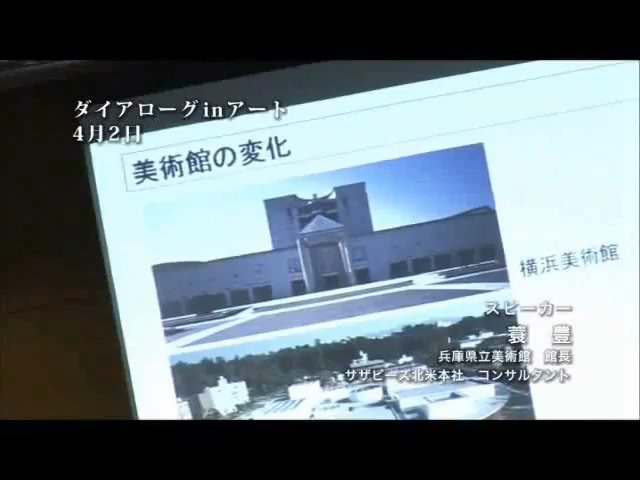 ダイアローグinアート
4月2日
美術館の変化
横浜美術館
スピーカー
蓑 豊
兵庫県立美術館 館長
サザビーズ北米本社 コンサルタント